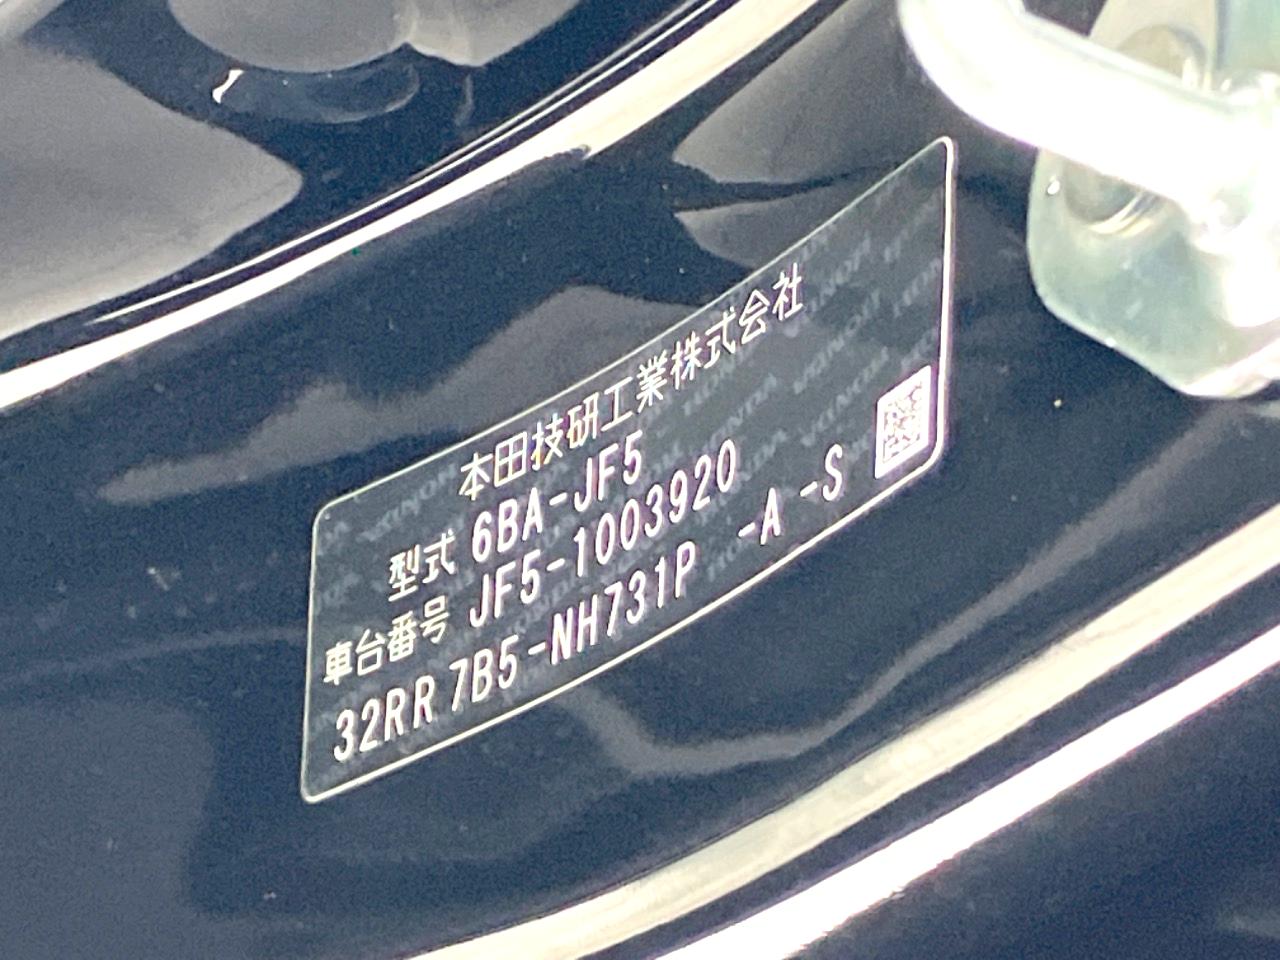 本田技研工業株式会社
型式 6BA-JF5
車台番号 JF5-1003920
32RR 7B5-NH731P -A -S